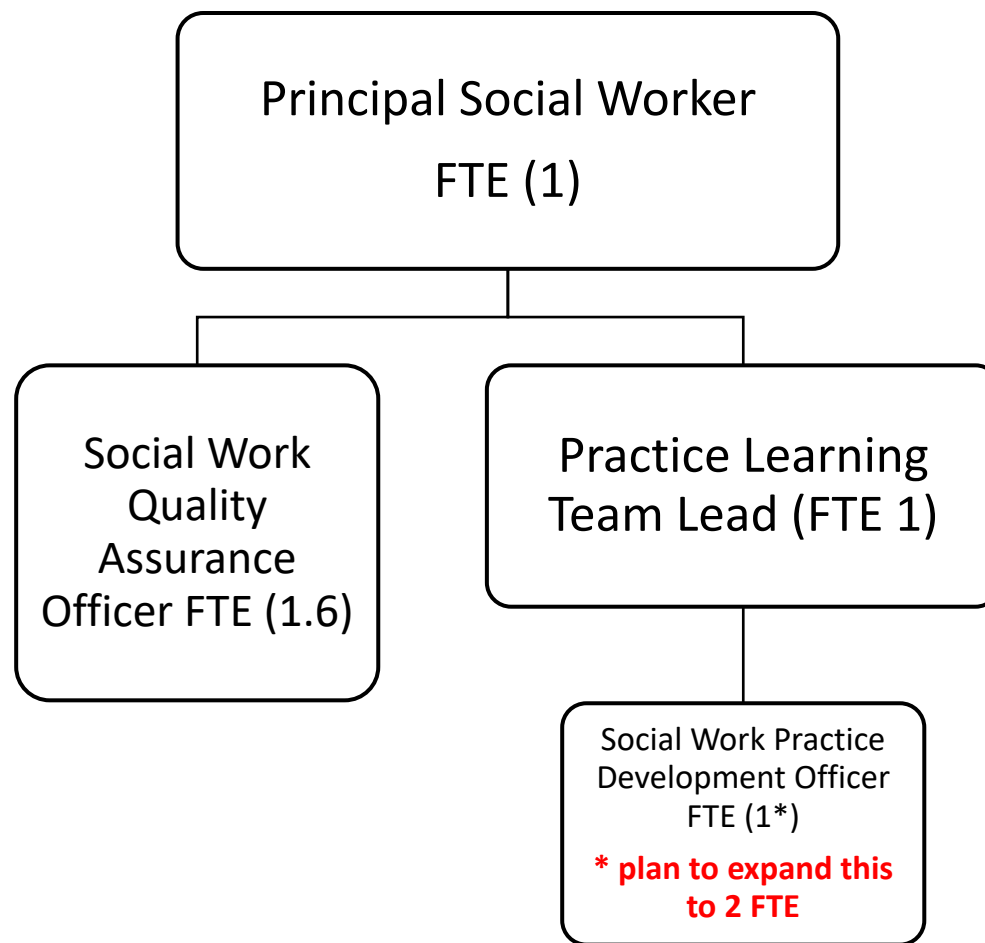 Principal Social Worker
FTE (1)
Social Work
Quality
Assurance
Officer FTE (1.6)
Practice Learning
Team Lead (FTE 1)
Social Work Practice
Development Officer
FTE (1*)
* plan to expand this
to 2 FTE